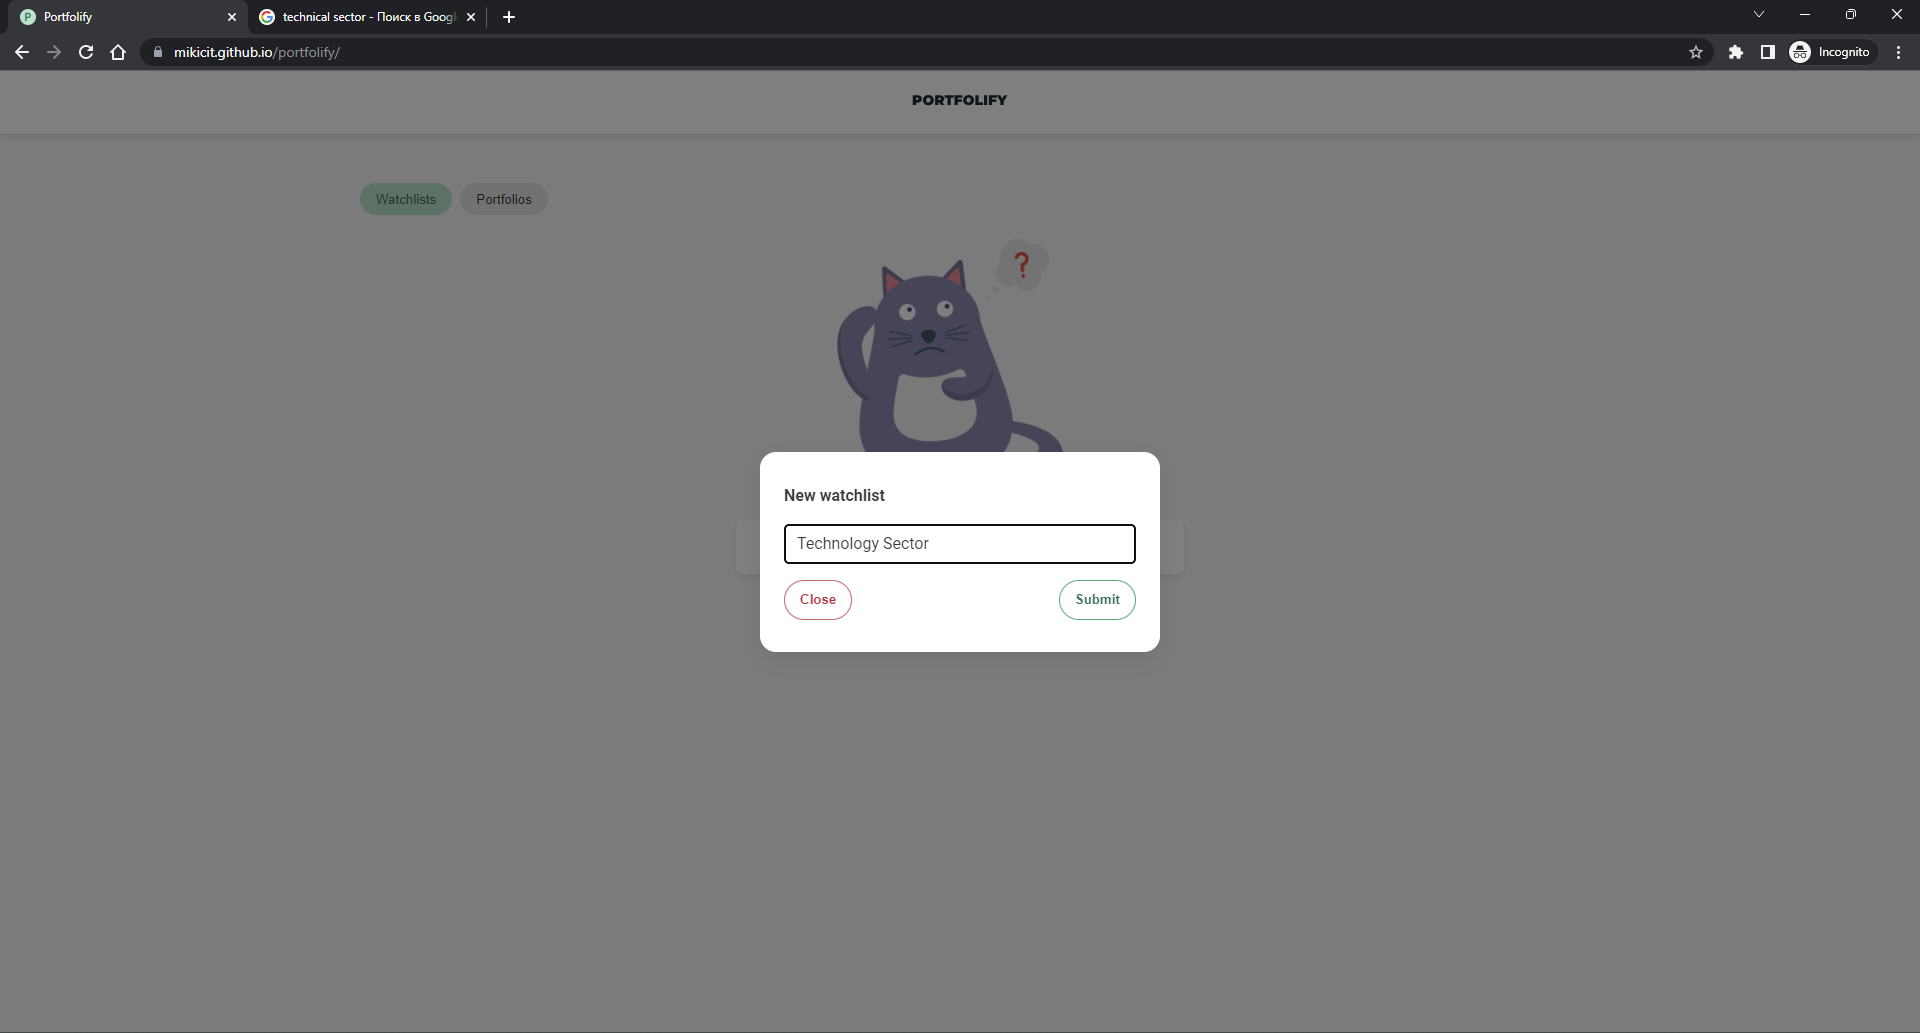 Portfolify
technical sector - Поиск в Googl
mikicit.github.io/portfolify/
Incognito
PORTFOLIFY
Watchlists
Portfolios
?
New watchlist
Technology Sector
Close
Submit